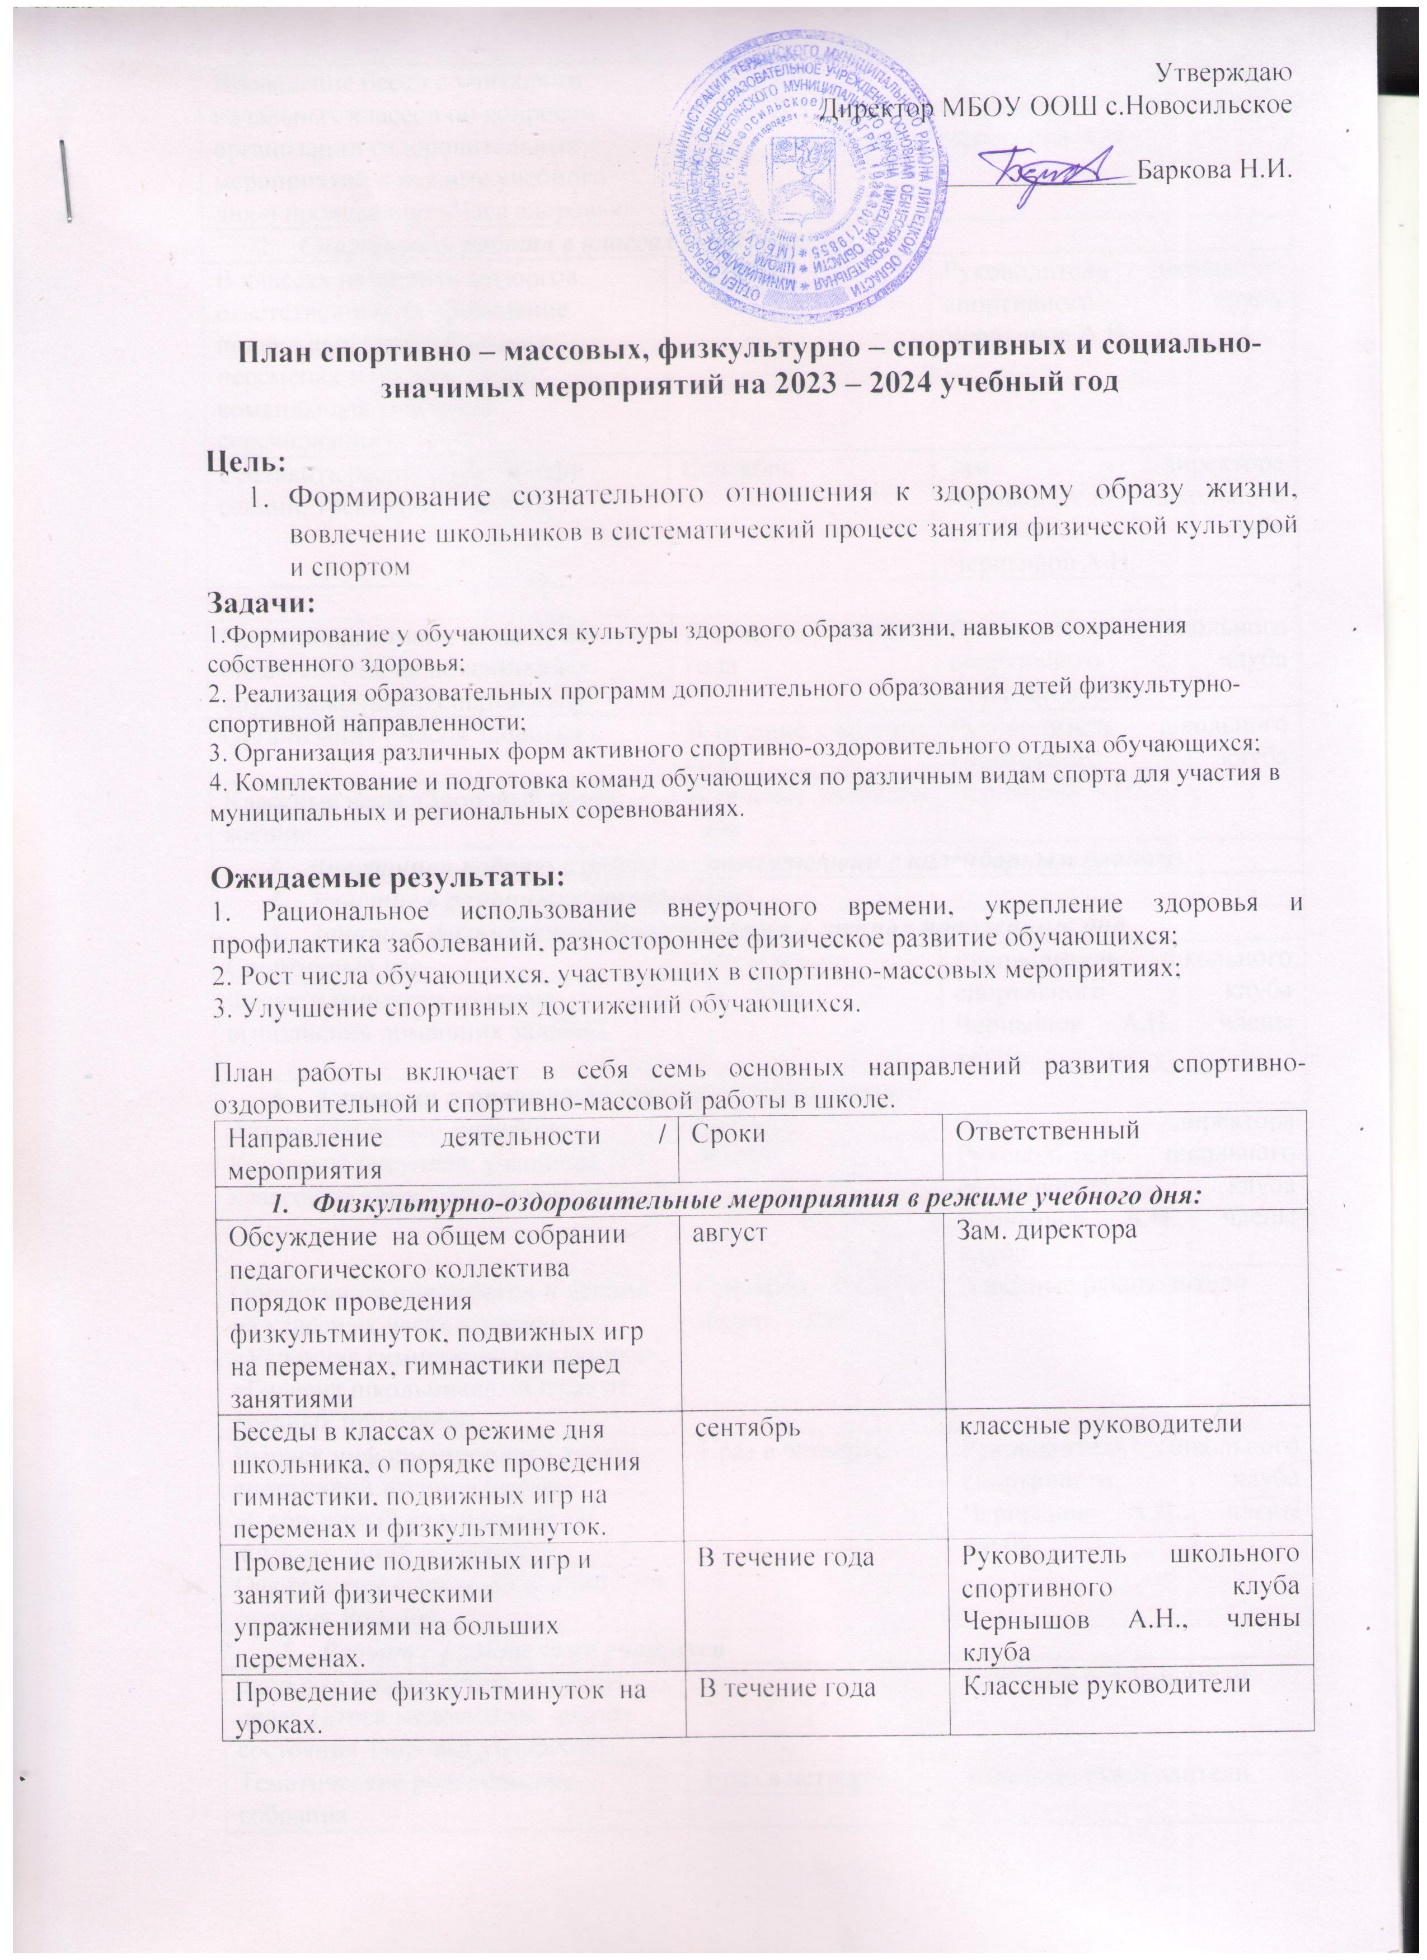 Утверждаю
Директор МБОУ ООШ с.Новосильское
Баркова Н.И.
План спортивно – массовых, физкультурно – спортивных и социально-
значимых мероприятий на 2023 – 2024 учебный год
Цель:
1. Формирование сознательного отношения к здоровому образу жизни,
вовлечение школьников в систематический процесс занятия физической культурой
и спортом
Задачи:
1.Формирование у обучающихся культуры здорового образа жизни, навыков сохранения
собственного здоровья;
2. Реализация образовательных программ дополнительного образования детей физкультурно-
спортивной направленности;
3. Организация различных форм активного спортивно-оздоровительного отдыха обучающихся;
4. Комплектование и подготовка команд обучающихся по различным видам спорта для участия в
муниципальных и региональных соревнованиях.
Ожидаемые результаты:
1. Рациональное использование внеурочного времени, укрепление здоровья и
профилактика заболеваний, разностороннее физическое развитие обучающихся;
2. Рост числа обучающихся, участвующих в спортивно-массовых мероприятиях;
3. Улучшение спортивных достижений обучающихся.
План работы включает в себя семь основных направлений развития спортивно-
оздоровительной и спортивно-массовой работы в школе.
Направление деятельности /
мероприятия
Сроки
Ответственный
1. Физкультурно-оздоровительные мероприятия в режиме учебного дня:
Обсуждение на общем собрании
педагогического коллектива
порядок проведения
физкультминуток, подвижных игр
на переменах, гимнастики перед
занятиями
август
Зам. директора
Беседы в классах о режиме дня
школьника, о порядке проведения
гимнастики, подвижных игр на
переменах и физкультминуток.
сентябрь
классные руководители
Проведение подвижных игр и
занятий физическими
упражнениями на больших
переменах.
В течение года
Руководитель школьного
спортивного клуба
Чернышов А.Н., члены
клуба
Проведение физкультминуток на
уроках.
В течение года
Классные руководители